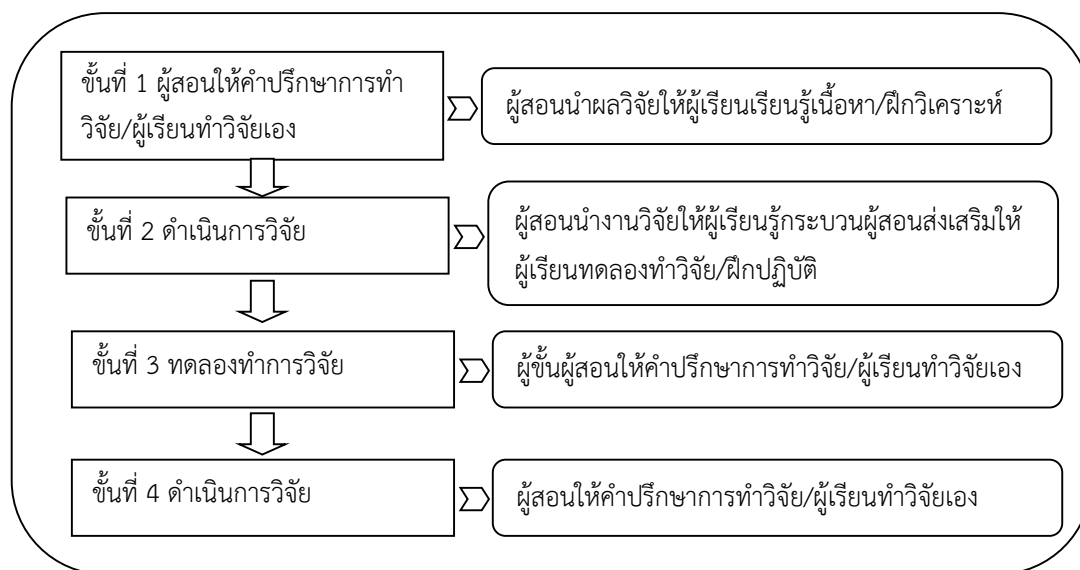 ขั้นที่ 1 ผู้สอนให้คำปรึกษาการทำ
วิจัย/ผู้เรียนทำวิจัยเอง
ผู้สอนนำผลวิจัยให้ผู้เรียนเรียนรู้เนื้อหา/ฝึกวิเคราะห์
ขั้นที่ 2 ดำเนินการวิจัย
ผู้สอนนำงานวิจัยให้ผู้เรียนรู้กระบวนผู้สอนส่งเสริมให้
ผู้เรียนทดลองทำวิจัย/ฝึกปฏิบัติ
ขั้นที่ 3 ทดลองทำการวิจัย
ผู้ขั้นผู้สอนให้คำปรึกษาการทำวิจัย/ผู้เรียนทำวิจัยเอง
ขั้นที่ 4 ดำเนินการวิจัย
ผู้สอนให้คำปรึกษาการทำวิจัย/ผู้เรียนทำวิจัยเอง